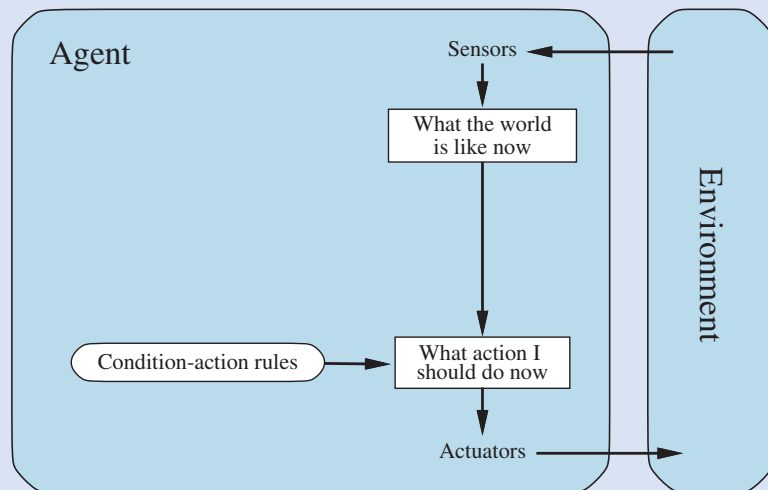 Agent
Sensors
What the world
is like now
Environment
Condition-action rules
What action I
should do now
Actuators